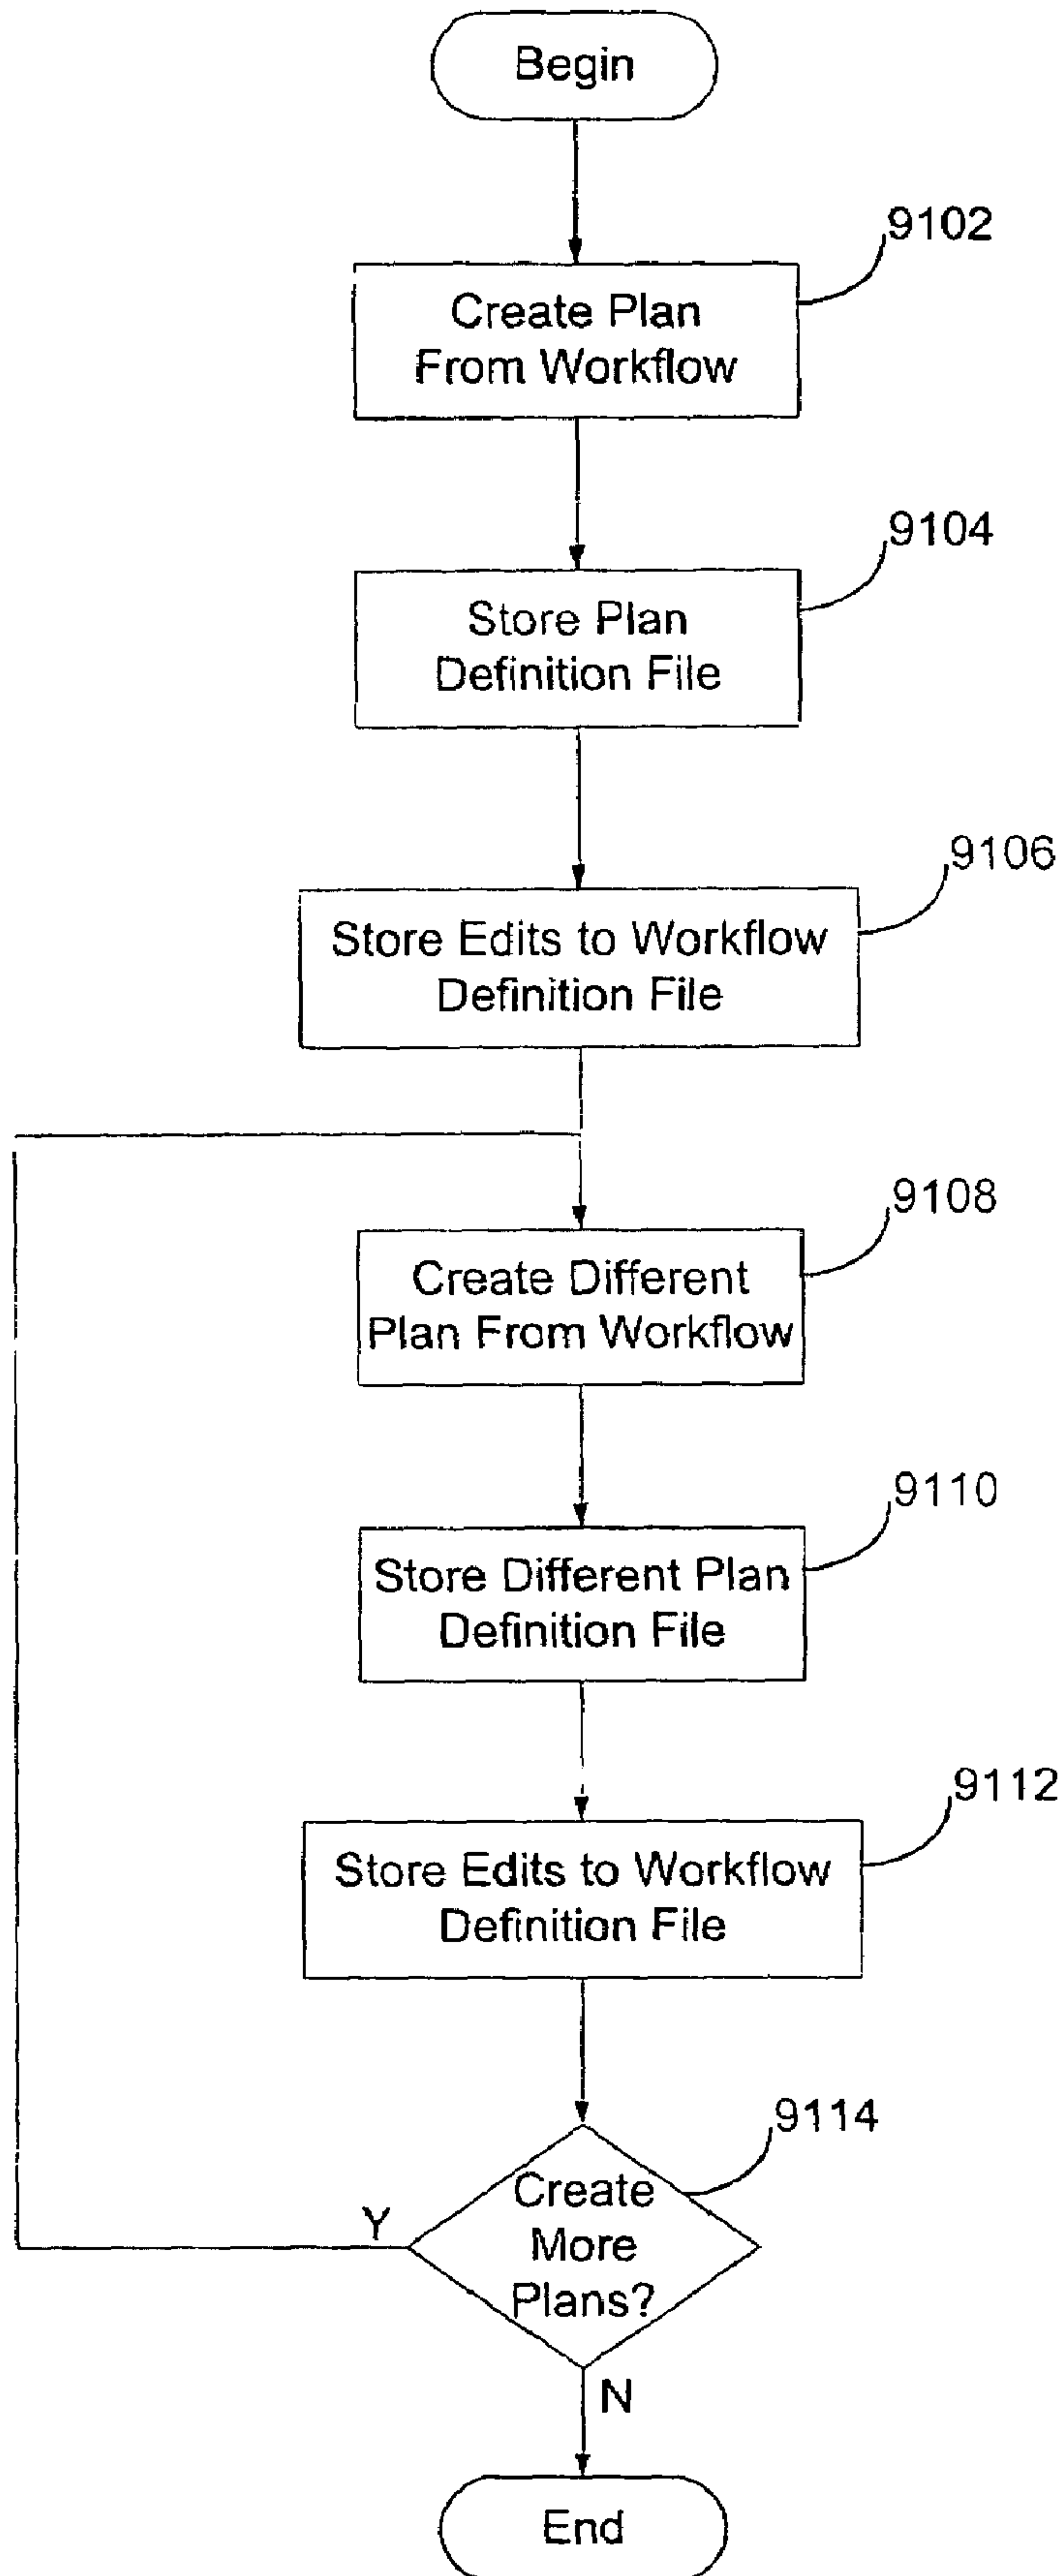 Begin
9102
Create Plan
From Workflow
9104
Store Plan
Definition File
9106
Store Edits to Workflow
Definition File
9108
Create Different
Plan From Workflow
9110
Store Different Plan
Definition File
9112
Store Edits to Workflow
Definition File
9114
Create
More
Plans?
Y
N
End